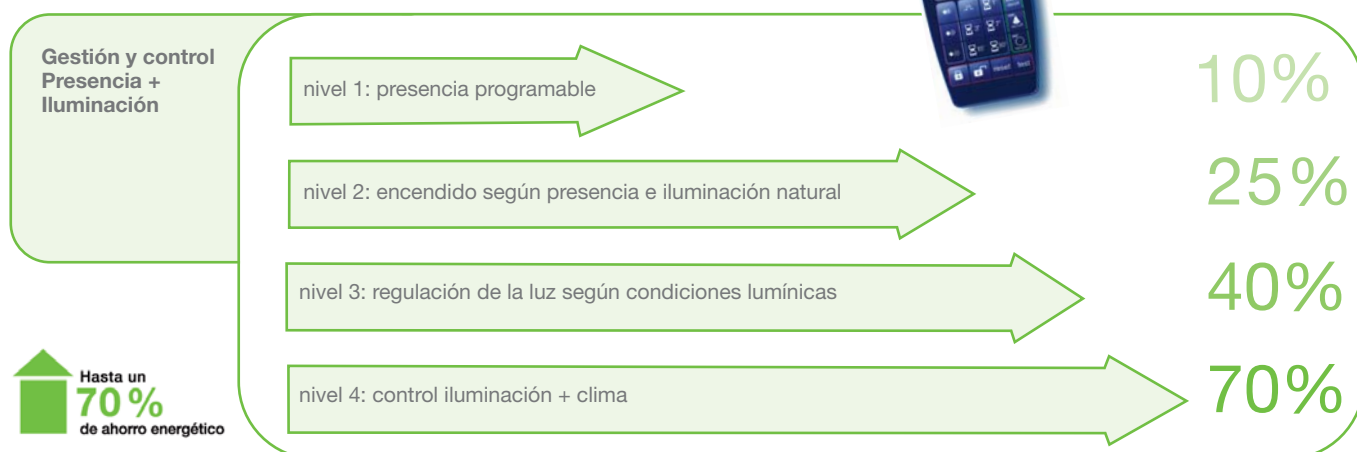 Gestión y control
Presencia +
Iluminación
nivel 1: presencia programable
10%
nivel 2: encendido según presencia e iluminación natural
25%
nivel 3: regulación de la luz según condiciones lumínicas
40%
nivel 4: control iluminación + clima
70%
Hasta un
70 %
de ahorro energético
reset test